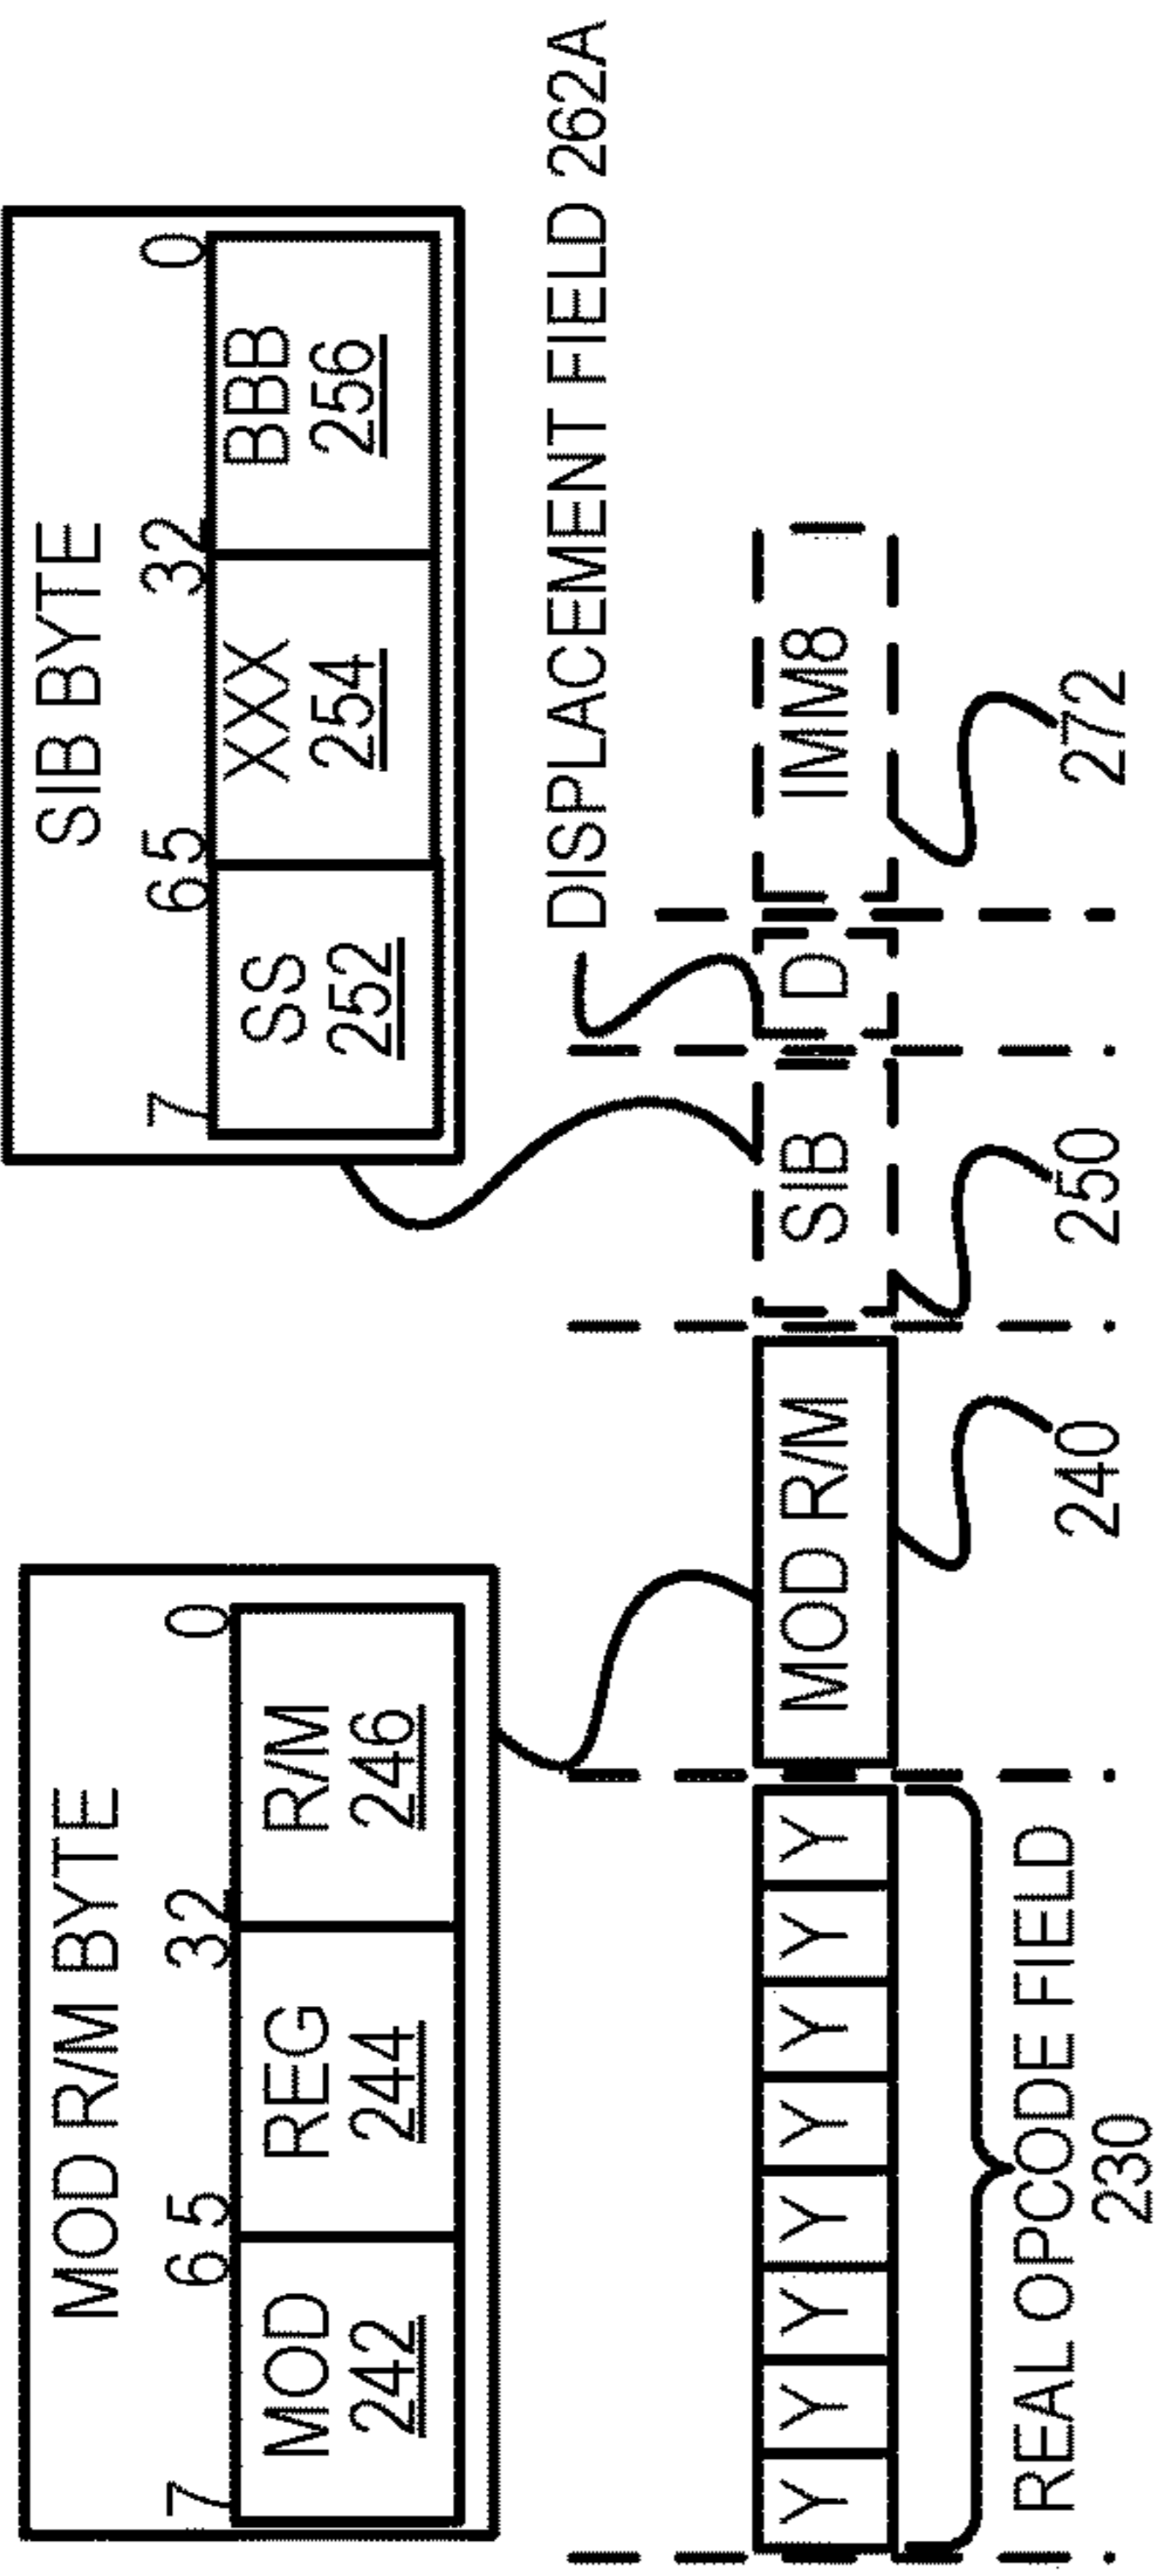 MOD R/M BYTE
7 6 5 3 2 0
MOD REG R/M
242 244 246
SIB BYTE
7 6 5 3 2 0
SS XXX BBB
252 254 256
DISPLACEMENT FIELD 262A
Y Y Y Y Y Y Y Y MOD R/M SIB D IMM8
REAL OPCODE FIELD
230
240 250 272